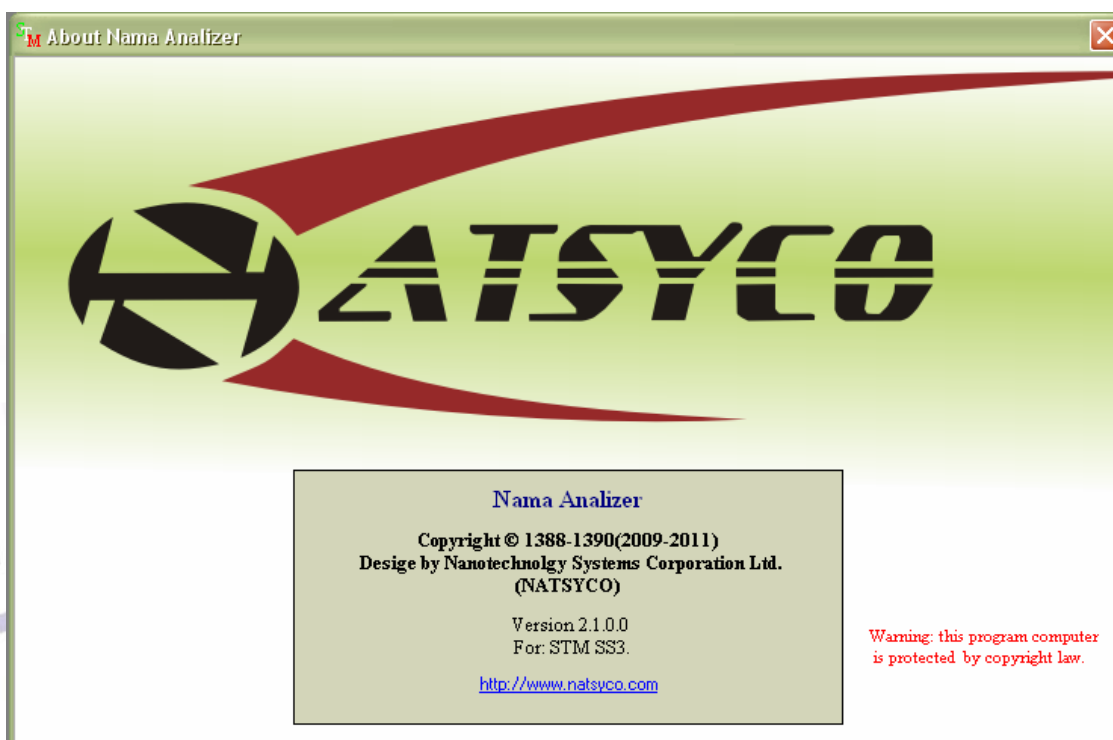 STM About Nama Analizer
NATSYCO
Nama Analizer
Copyright © 1388-1390(2009-2011)
Desige by Nanotechnolgy Systems Corporation Ltd.
(NATSYCO)
Version 2.1.0.0
For: STM SS3.
http://www.natsyco.com
Warning: this program computer
is protected by copyright law.